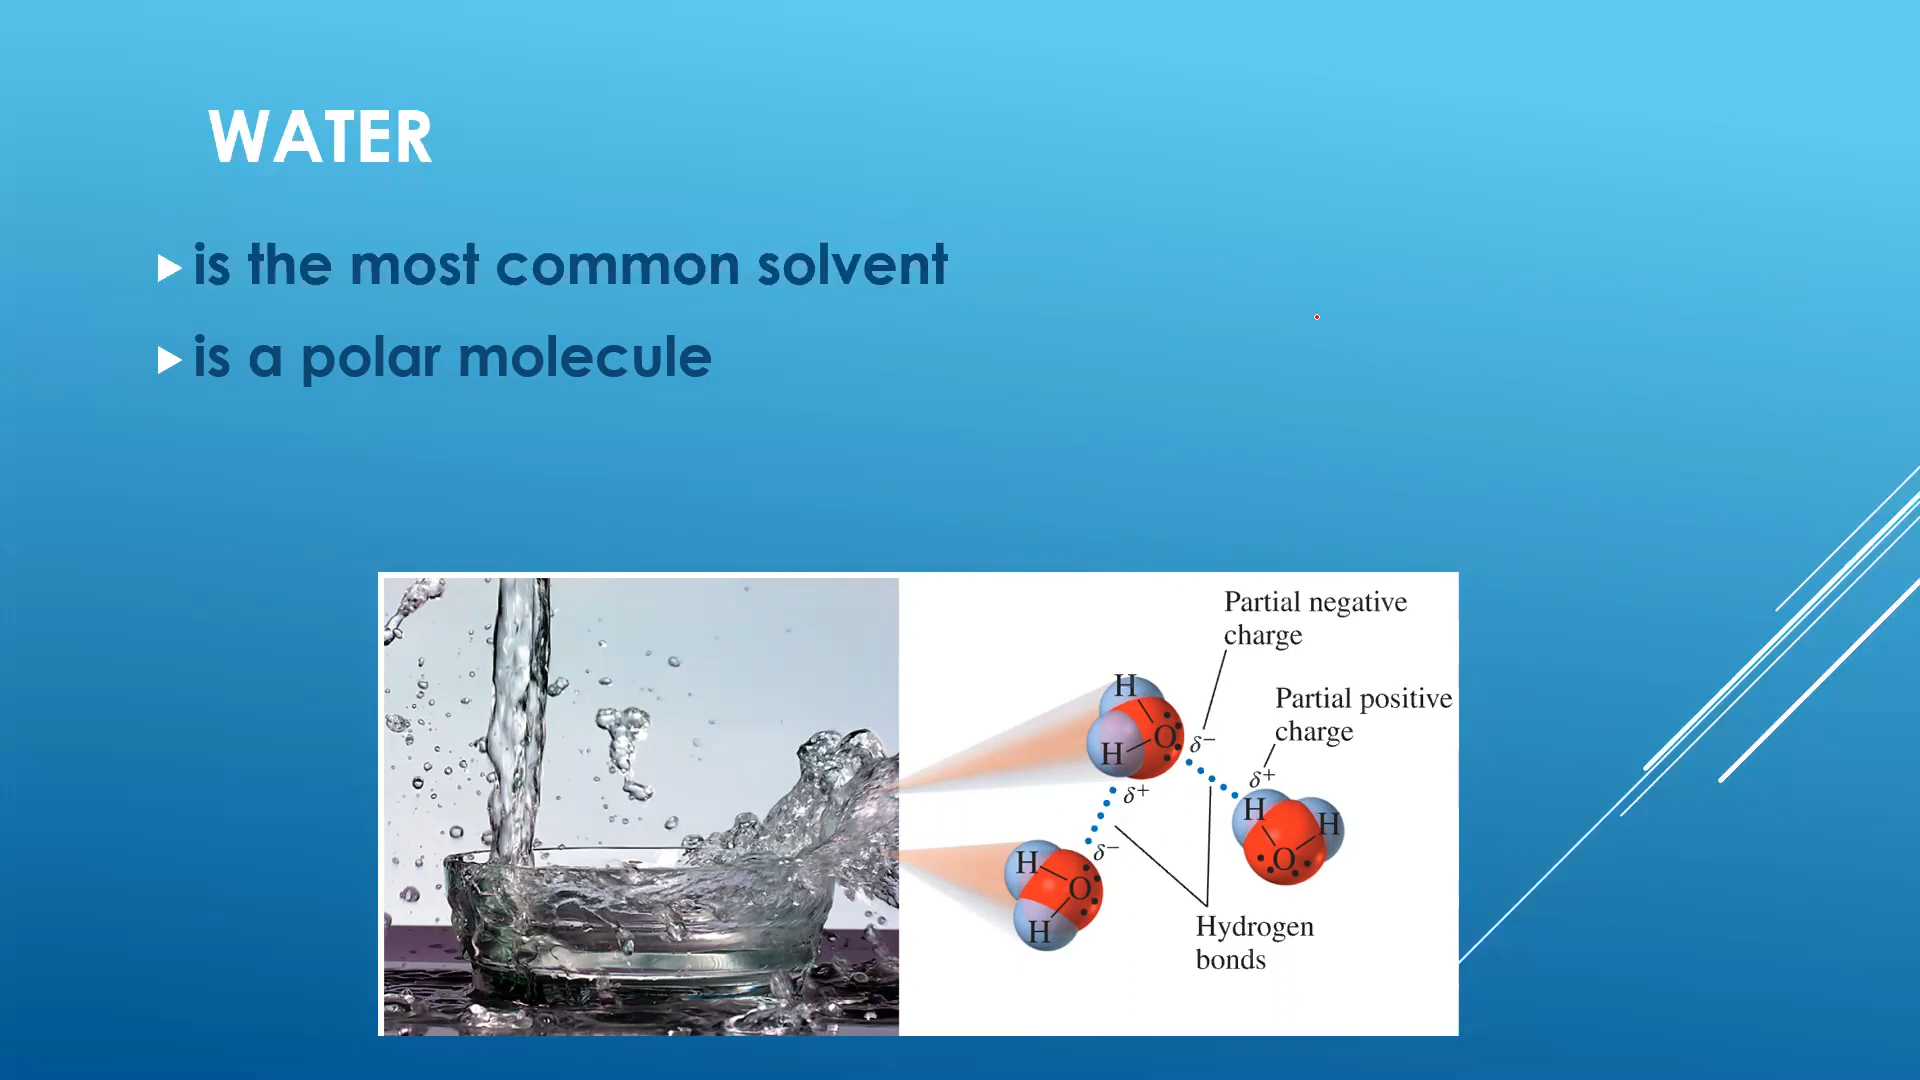 WATER
is the most common solvent
is a polar molecule
Partial negative
charge
Partial positive
charge
H
H
O
δ−
δ+
δ+
H
H
O
δ−
H
O
H
Hydrogen
bonds